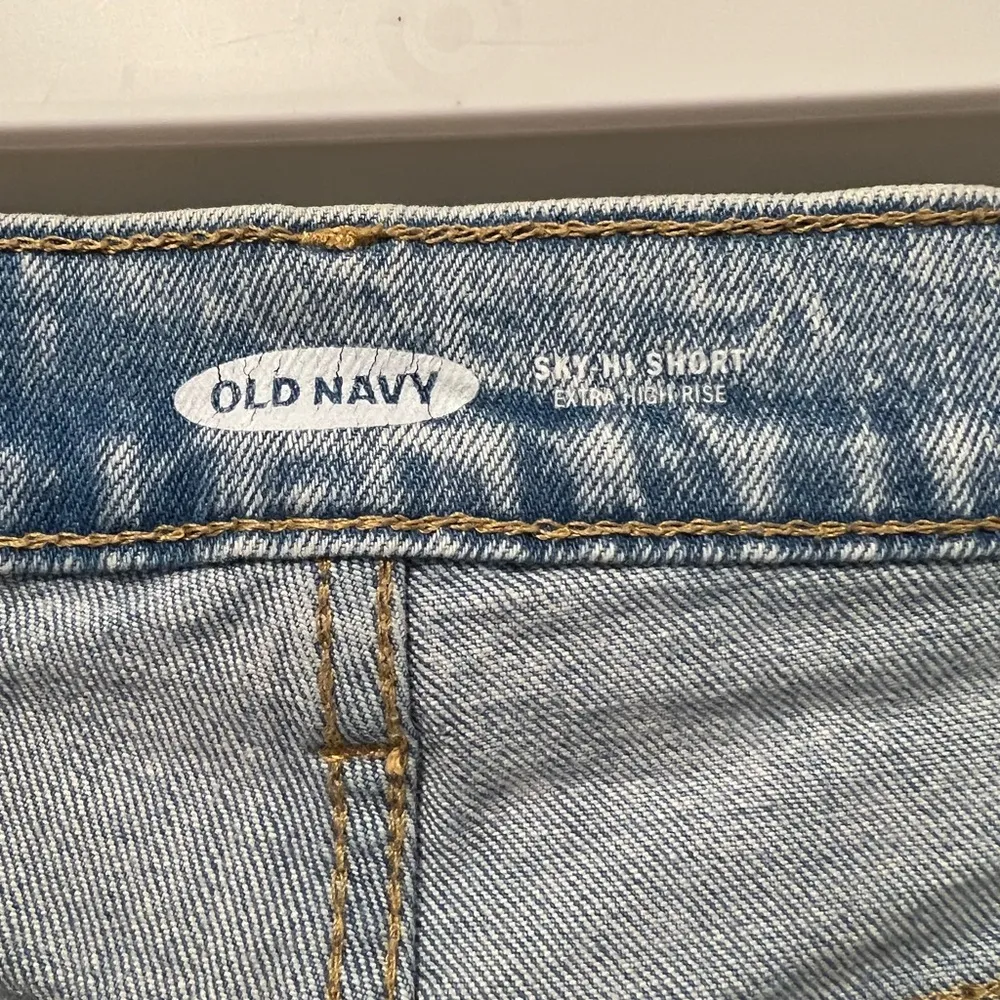 OLD NAVY
SKY-HI SHORT
EXTRA HIGH RISE